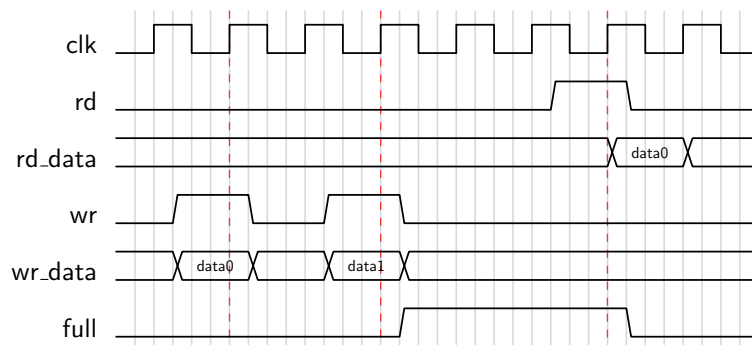 clk
rd
rd_data
data0
wr
wr_data
data0
data1
full